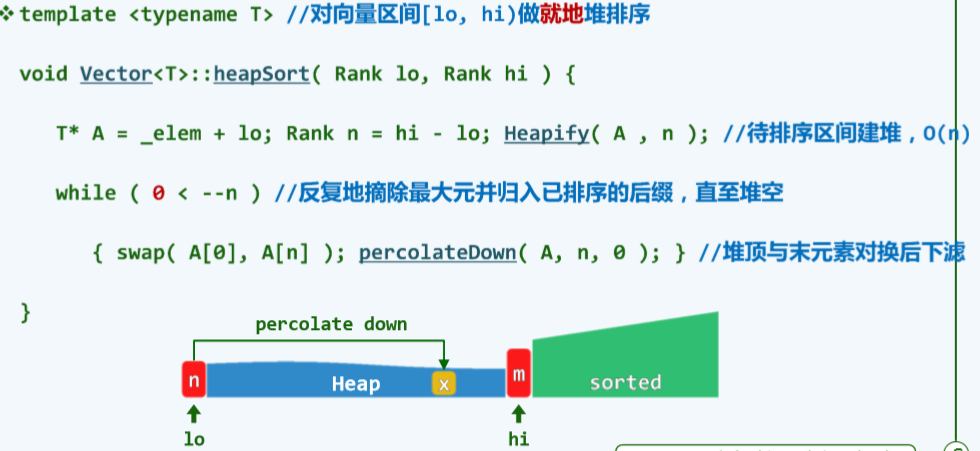 ❖template <typename T> //对向量区间[lo, hi)做就地堆排序
void Vector<T>::heapSort( Rank lo, Rank hi ) {
T* A = _elem + lo; Rank n = hi - lo; Heapify( A , n ); //待排序区间建堆，O(n)
while ( 0 < --n ) //反复地摘除最大元并归入已排序的后缀，直至堆空
{ swap( A[0], A[n] ); percolateDown( A, n, 0 ); } //堆顶与末元素对换后下滤
}
percolate down
n Heap x m sorted
lo hi